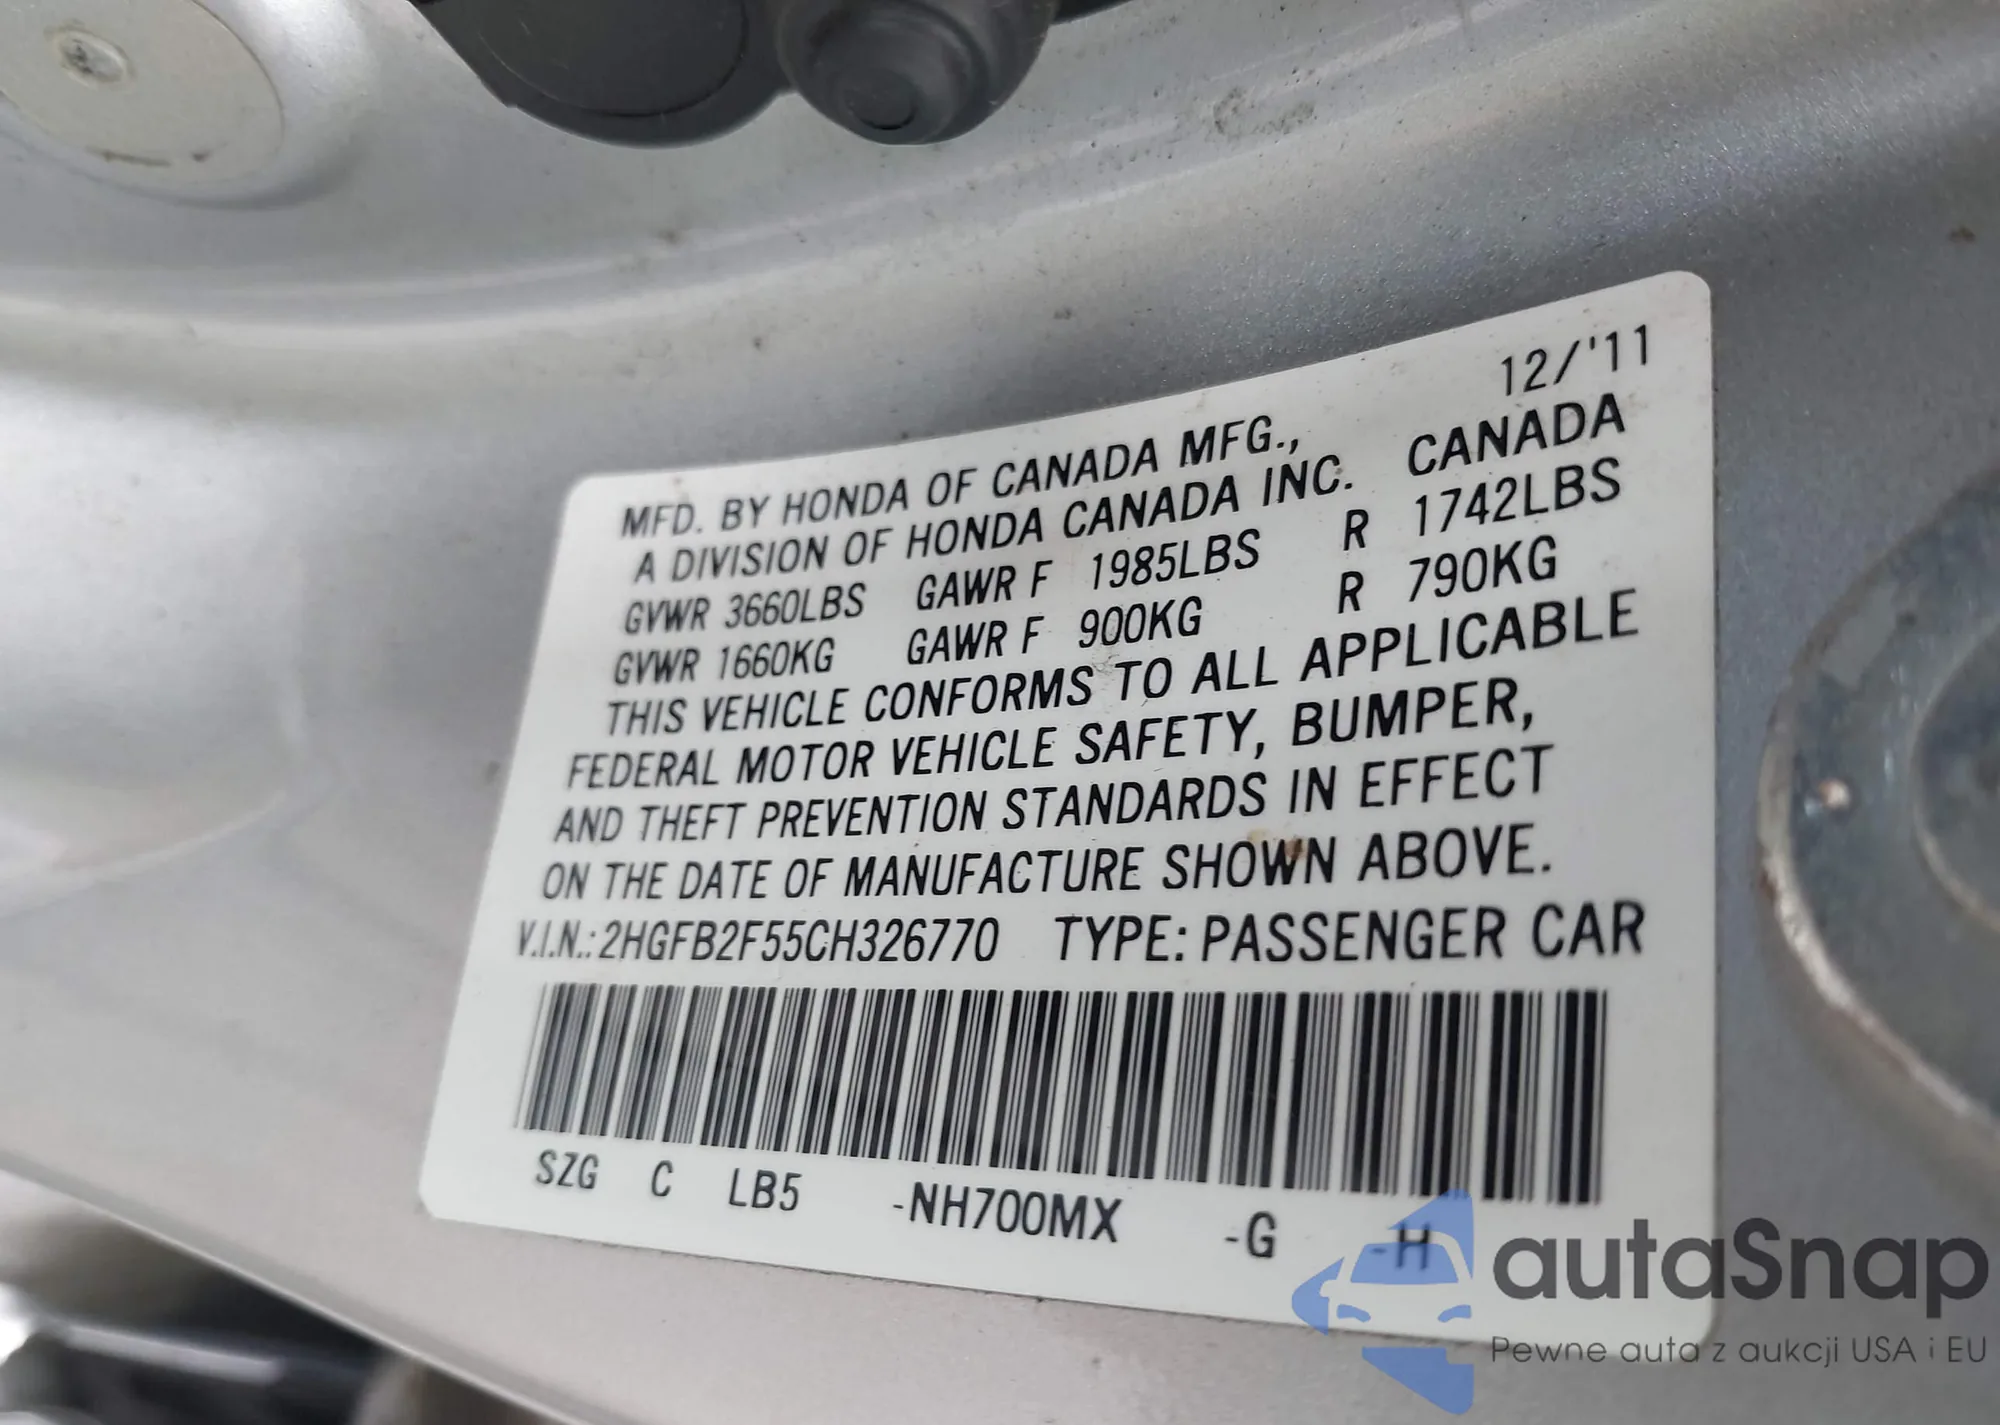 12/'11
MFD. BY HONDA OF CANADA MFG.,
A DIVISION OF HONDA CANADA INC. CANADA
GVWR 3660LBS GAWR F 1985LBS R 1742LBS
GVWR 1660KG GAWR F 900KG R 790KG
THIS VEHICLE CONFORMS TO ALL APPLICABLE
FEDERAL MOTOR VEHICLE SAFETY, BUMPER,
AND THEFT PREVENTION STANDARDS IN EFFECT
ON THE DATE OF MANUFACTURE SHOWN ABOVE.
V.I.N.: 2HGFB2F55CH326770 TYPE: PASSENGER CAR
SZG C LB5 -NH700MX -G -H
autaSnap
Pewne auta z aukcji USA i EU